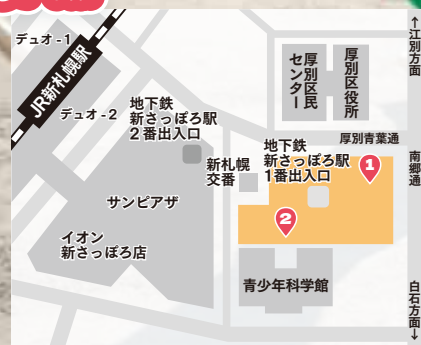 デュオ-1
JR新札幌駅
デュオ-2
地下鉄
新さっぽろ駅
2番出入口
サンピアザ
イオン
新さっぽろ店
新札幌
交番
地下鉄
新さっぽろ駅
1番出入口
厚別区民
センター
厚別区役所
厚別青葉通
1
2
青少年科学館
↑江別方面
南郷通
白石方面↓